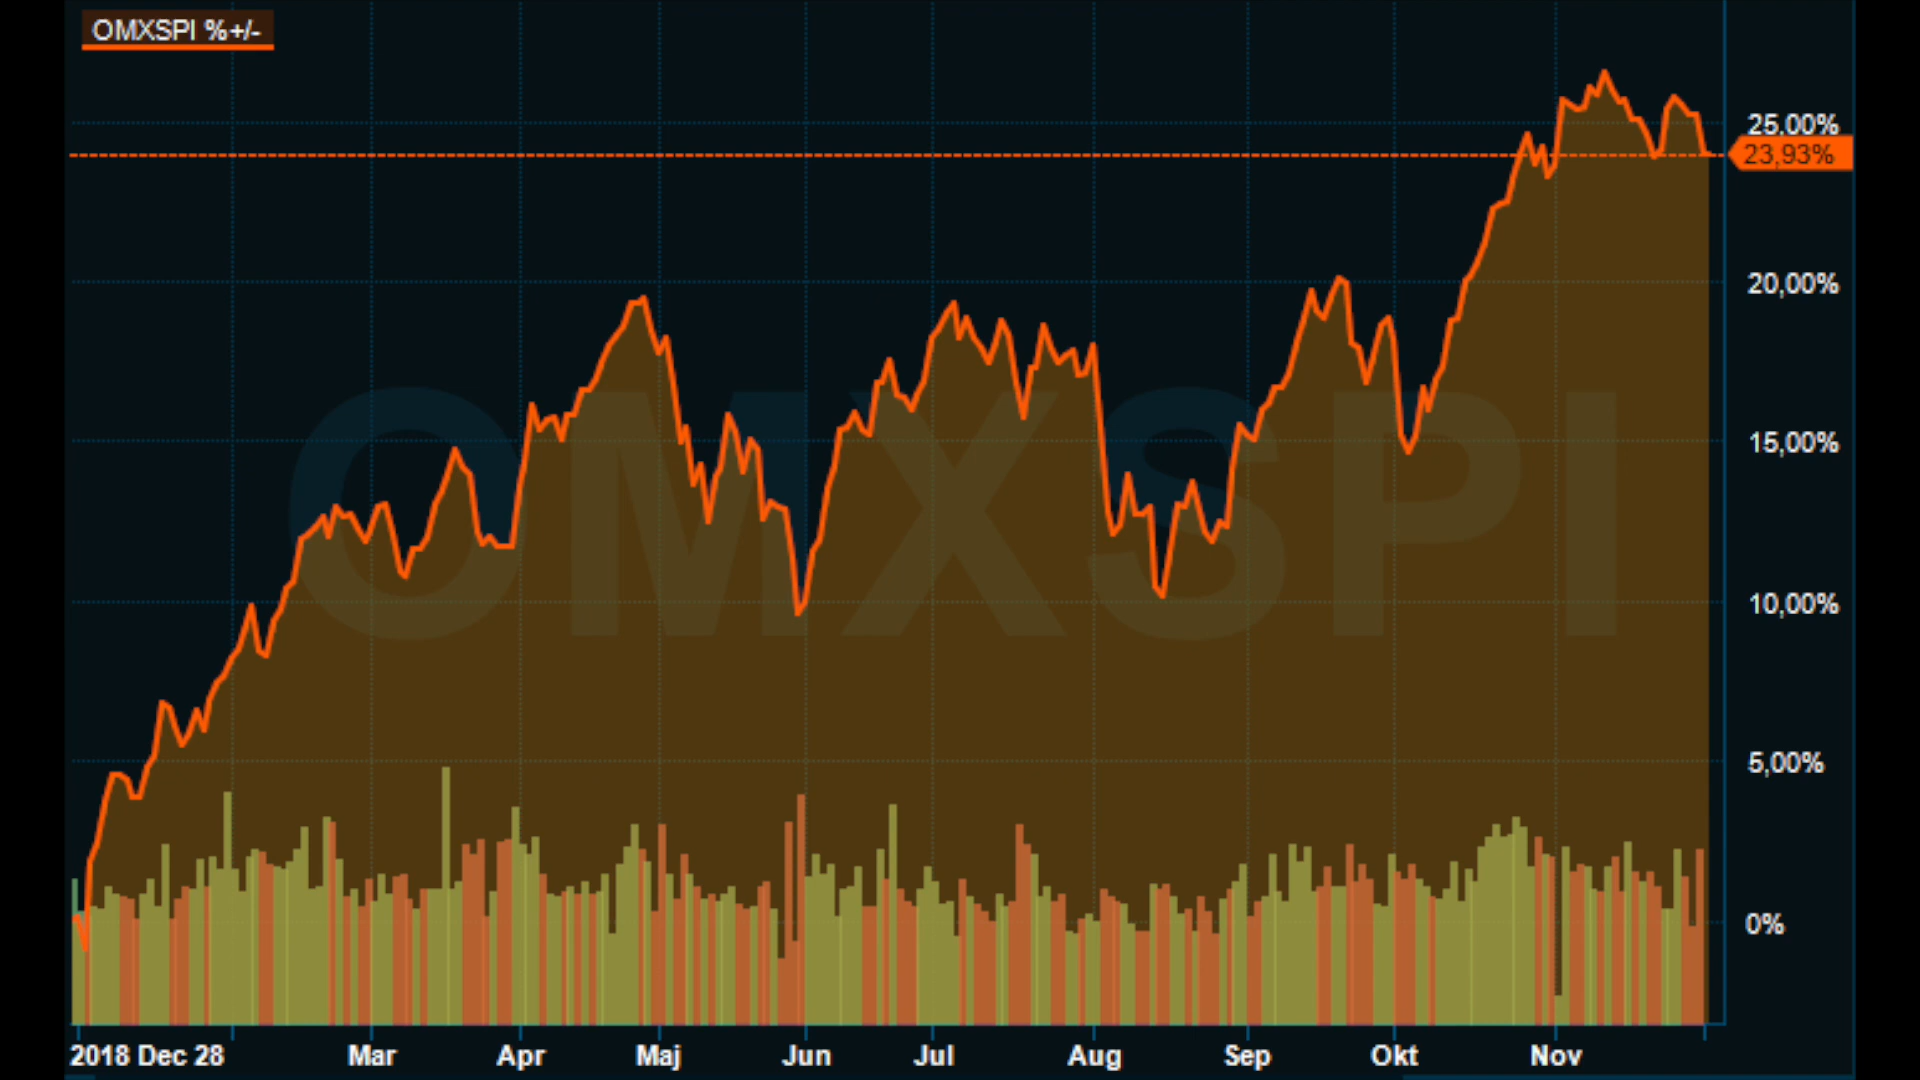 OMXSPI %+/-
25,00%
23,93%
20,00%
OMXSPI
15,00%
10,00%
5,00%
0%
2018 Dec 28 Mar Apr Maj Jun Jul Aug Sep Okt Nov